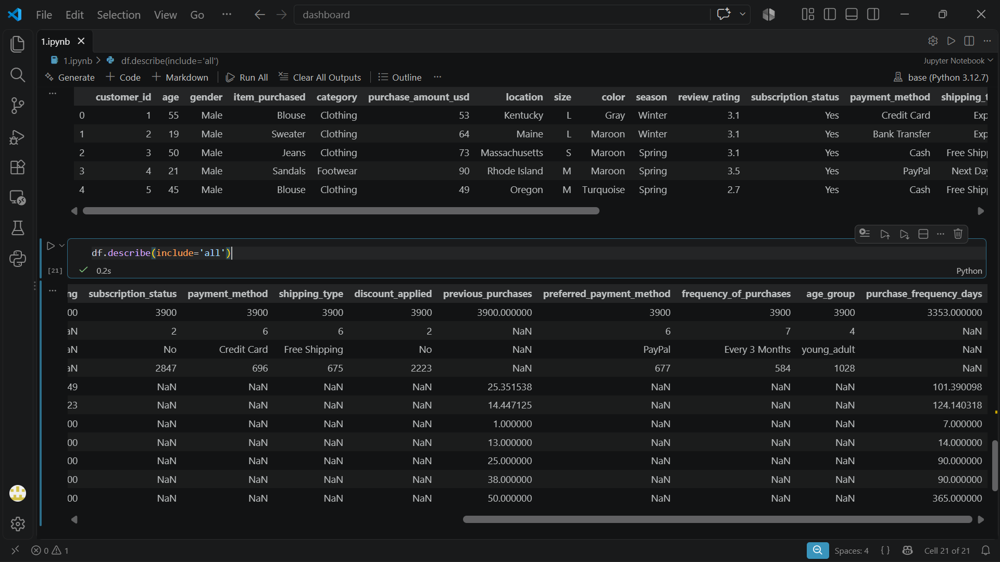 File Edit Selection View Go ··· dashboard
1.ipynb
1.ipynb > df.describe(include='all') Jupyter Notebook
Generate + Code + Markdown Run All Clear All Outputs Outline ··· base (Python 3.12.7)
customer_id age gender item_purchased category purchase_amount_usd location size color season review_rating subscription_status payment_method shipping_t
0 1 55 Male Blouse Clothing 53 Kentucky L Gray Winter 3.1 Yes Credit Card Exp
1 2 19 Male Sweater Clothing 64 Maine L Maroon Winter 3.1 Yes Bank Transfer Exp
2 3 50 Male Jeans Clothing 73 Massachusetts S Maroon Spring 3.1 Yes Cash Free Shipp
3 4 21 Male Sandals Footwear 90 Rhode Island M Maroon Spring 3.5 Yes PayPal Next Day
4 5 45 Male Blouse Clothing 49 Oregon M Turquoise Spring 2.7 Yes Cash Free Shipp
df.describe(include='all')
[21] 0.2s Python
ng subscription_status payment_method shipping_type discount_applied previous_purchases preferred_payment_method frequency_of_purchases age_group purchase_frequency_days
00 3900 3900 3900 3900 3900.000000 3900 3900 3900 3353.000000
aN 2 6 6 2 NaN 6 7 4 NaN
aN No Credit Card Free Shipping No NaN PayPal Every 3 Months young_adult NaN
aN 2847 696 675 2223 NaN 677 584 1028 NaN
49 NaN NaN NaN NaN 25.351538 NaN NaN NaN 101.390098
23 NaN NaN NaN NaN 14.447125 NaN NaN NaN 124.140318
00 NaN NaN NaN NaN 1.000000 NaN NaN NaN 7.000000
00 NaN NaN NaN NaN 13.000000 NaN NaN NaN 14.000000
00 NaN NaN NaN NaN 25.000000 NaN NaN NaN 90.000000
00 NaN NaN NaN NaN 38.000000 NaN NaN NaN 90.000000
00 NaN NaN NaN NaN 50.000000 NaN NaN NaN 365.000000
0 1 Spaces: 4 {} Cell 21 of 21